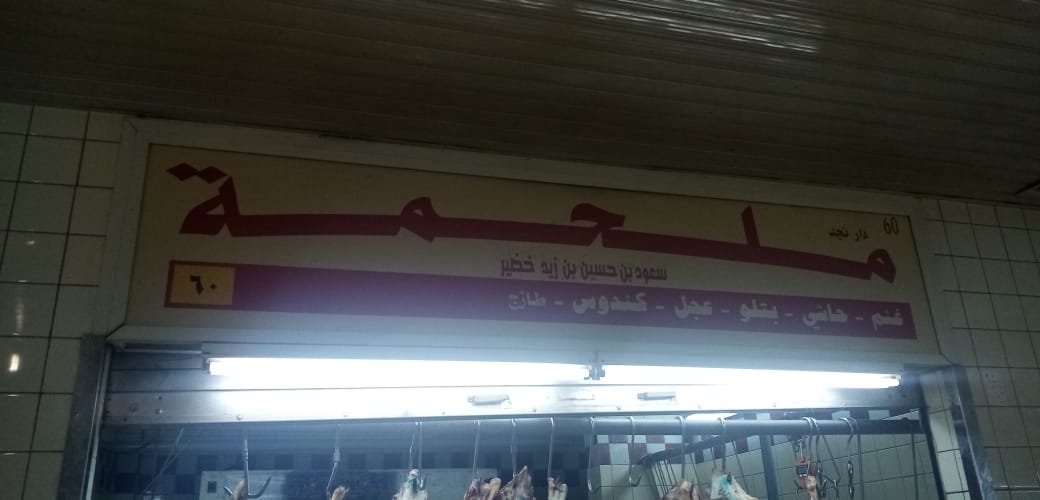 60
دار نجد
ملحمة
سعود بن حسين بن زيد خضير
غنم - حاشي - بتلو - عجل - كندوس - طازج
٦٠